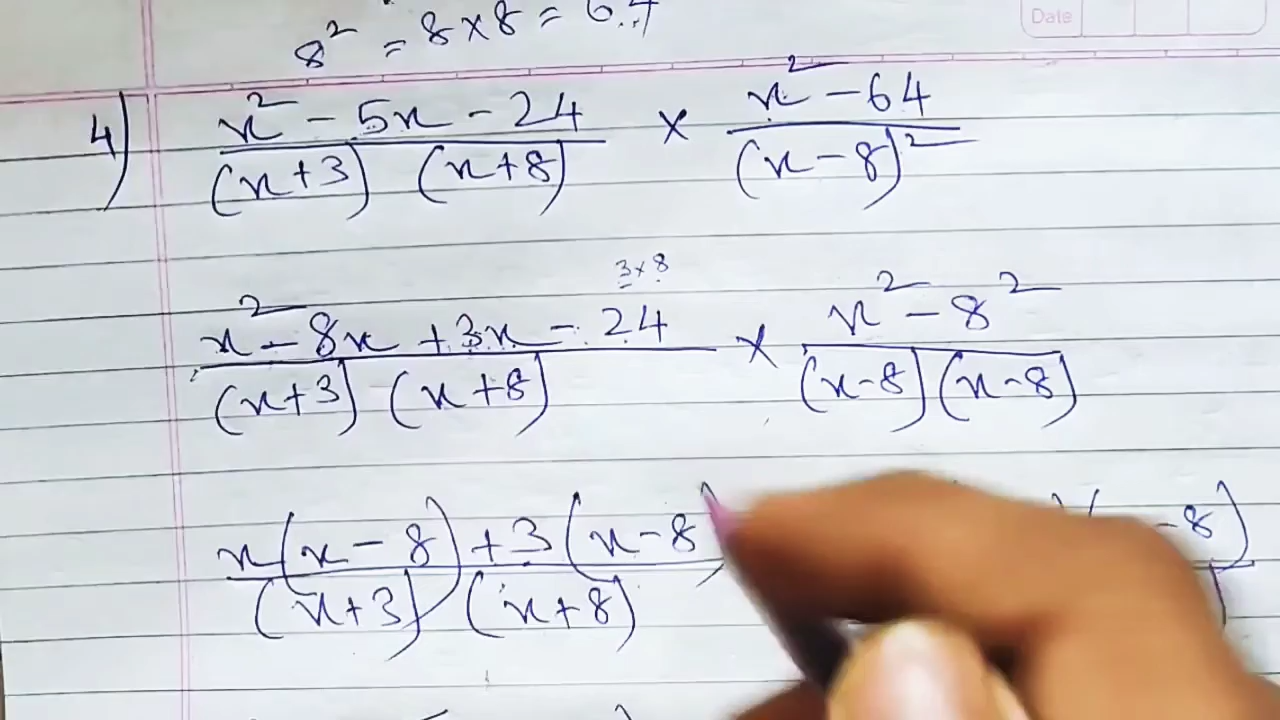 8² = 8×8 = 64
Date
4) x² - 5x - 24 / (x+3) (x+8) × x² - 64 / (x-8)²
3×8
x² - 8x + 3x - 24 / (x+3) (x+8) × x² - 8² / (x-8) (x-8)
x(x-8) + 3(x-8) / (x+3) (x+8) )( -8)